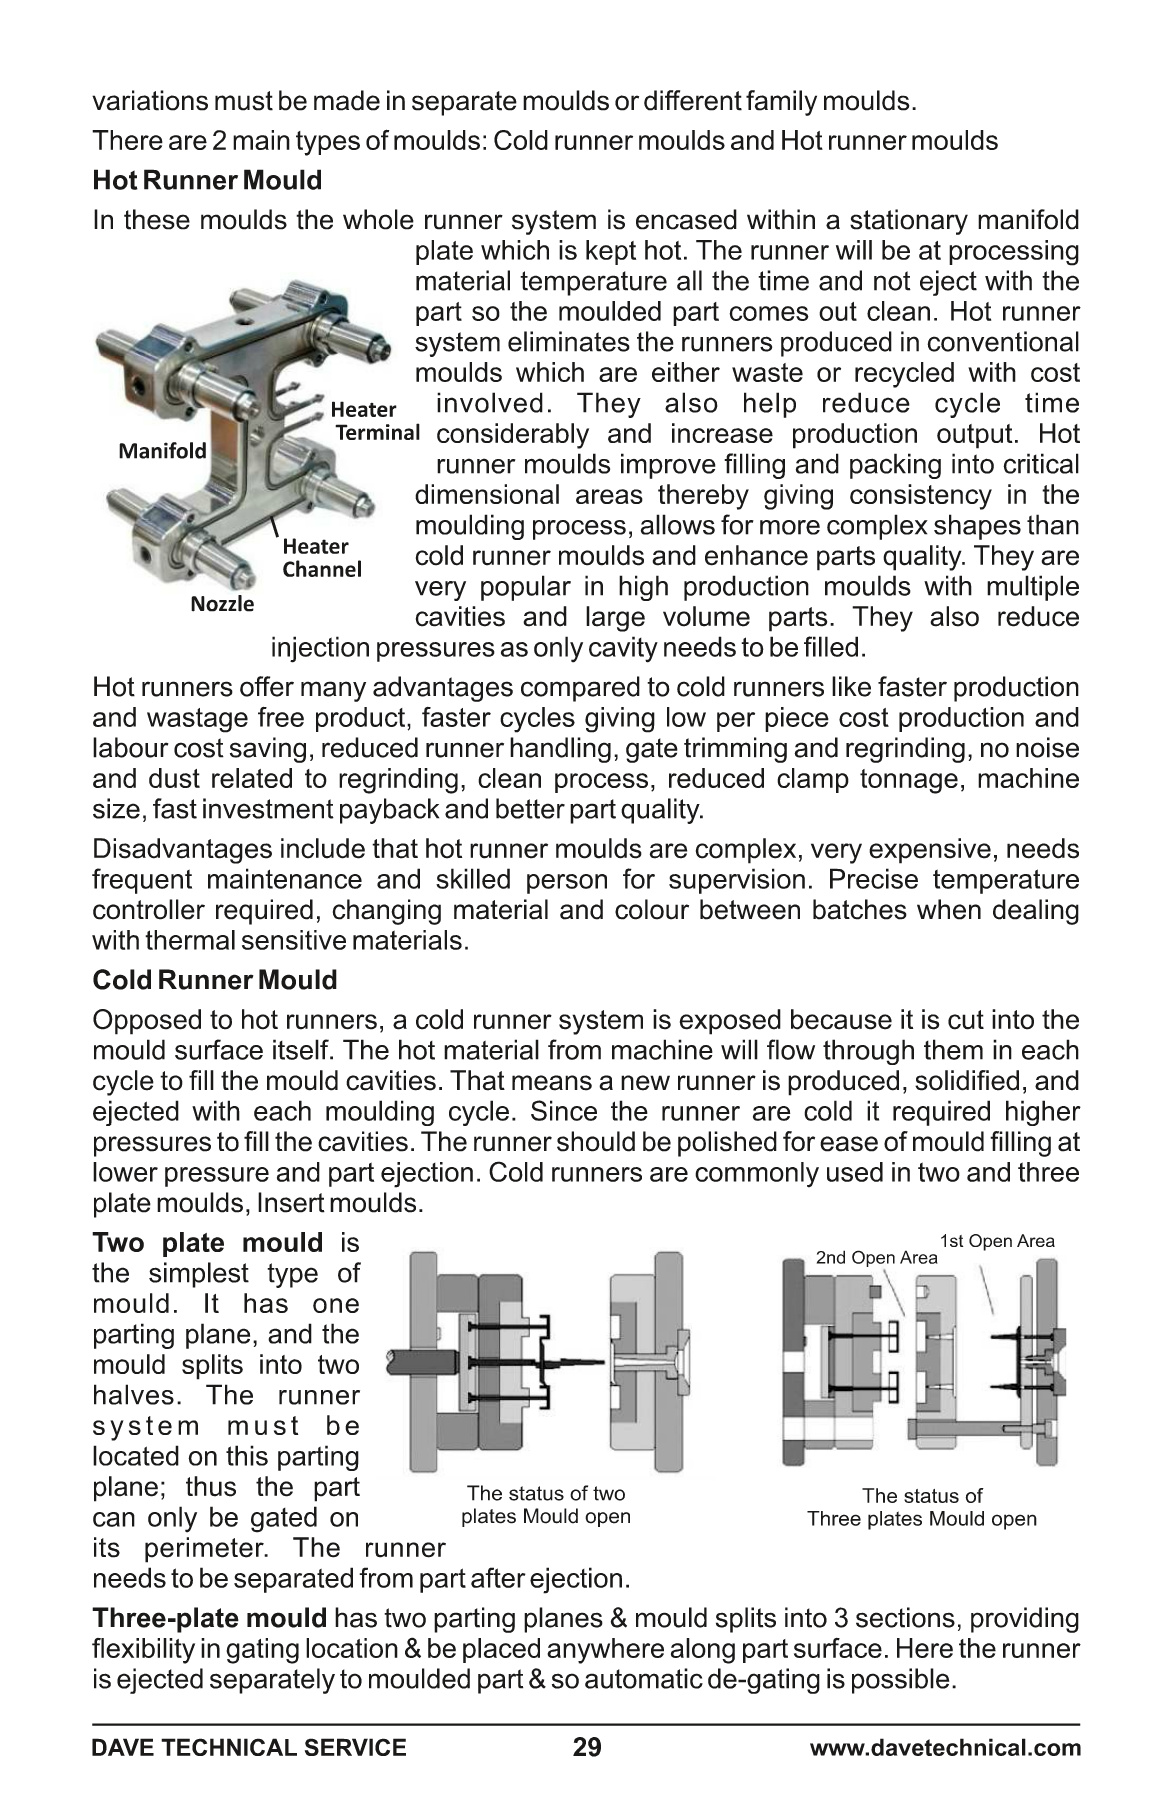 variations must be made in separate moulds or different family moulds.
There are 2 main types of moulds: Cold runner moulds and Hot runner moulds
Hot Runner Mould
In these moulds the whole runner system is encased within a stationary manifold
plate which is kept hot. The runner will be at processing
material temperature all the time and not eject with the
part so the moulded part comes out clean. Hot runner
system eliminates the runners produced in conventional
moulds which are either waste or recycled with cost
involved. They also help reduce cycle time
considerably and increase production output. Hot
runner moulds improve filling and packing into critical
dimensional areas thereby giving consistency in the
moulding process, allows for more complex shapes than
cold runner moulds and enhance parts quality. They are
very popular in high production moulds with multiple
cavities and large volume parts. They also reduce
injection pressures as only cavity needs to be filled.
Heater
Terminal
Manifold
Heater
Channel
Nozzle
Hot runners offer many advantages compared to cold runners like faster production
and wastage free product, faster cycles giving low per piece cost production and
labour cost saving, reduced runner handling, gate trimming and regrinding, no noise
and dust related to regrinding, clean process, reduced clamp tonnage, machine
size, fast investment payback and better part quality.
Disadvantages include that hot runner moulds are complex, very expensive, needs
frequent maintenance and skilled person for supervision. Precise temperature
controller required, changing material and colour between batches when dealing
with thermal sensitive materials.
Cold Runner Mould
Opposed to hot runners, a cold runner system is exposed because it is cut into the
mould surface itself. The hot material from machine will flow through them in each
cycle to fill the mould cavities. That means a new runner is produced, solidified, and
ejected with each moulding cycle. Since the runner are cold it required higher
pressures to fill the cavities. The runner should be polished for ease of mould filling at
lower pressure and part ejection. Cold runners are commonly used in two and three
plate moulds, Insert moulds.
Two plate mould is
the simplest type of
mould. It has one
parting plane, and the
mould splits into two
halves. The runner
system must be
located on this parting
plane; thus the part
can only be gated on
its perimeter. The runner
needs to be separated from part after ejection.
The status of two
plates Mould open
1st Open Area
2nd Open Area
The status of
Three plates Mould open
Three-plate mould has two parting planes & mould splits into 3 sections, providing
flexibility in gating location & be placed anywhere along part surface. Here the runner
is ejected separately to moulded part & so automatic de-gating is possible.
DAVE TECHNICAL SERVICE
29
www.davetechnical.com